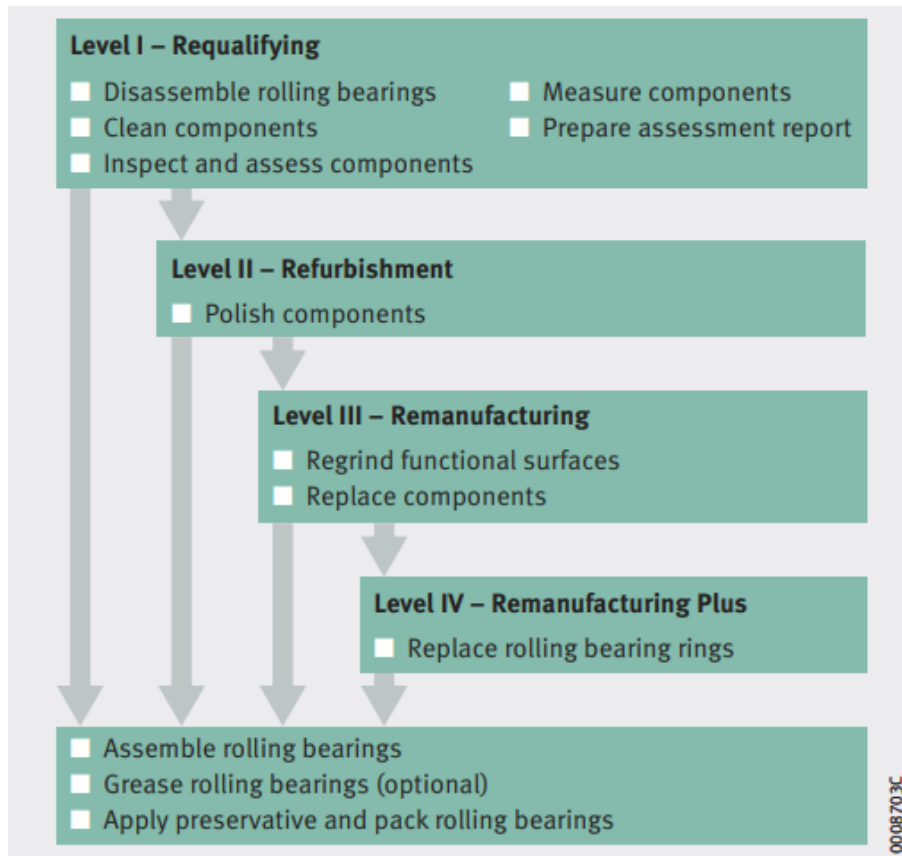 Level I – Requalifying
Disassemble rolling bearings
Clean components
Inspect and assess components
Measure components
Prepare assessment report
Level II – Refurbishment
Polish components
Level III – Remanufacturing
Regrind functional surfaces
Replace components
Level IV – Remanufacturing Plus
Replace rolling bearing rings
Assemble rolling bearings
Grease rolling bearings (optional)
Apply preservative and pack rolling bearings
0008703C